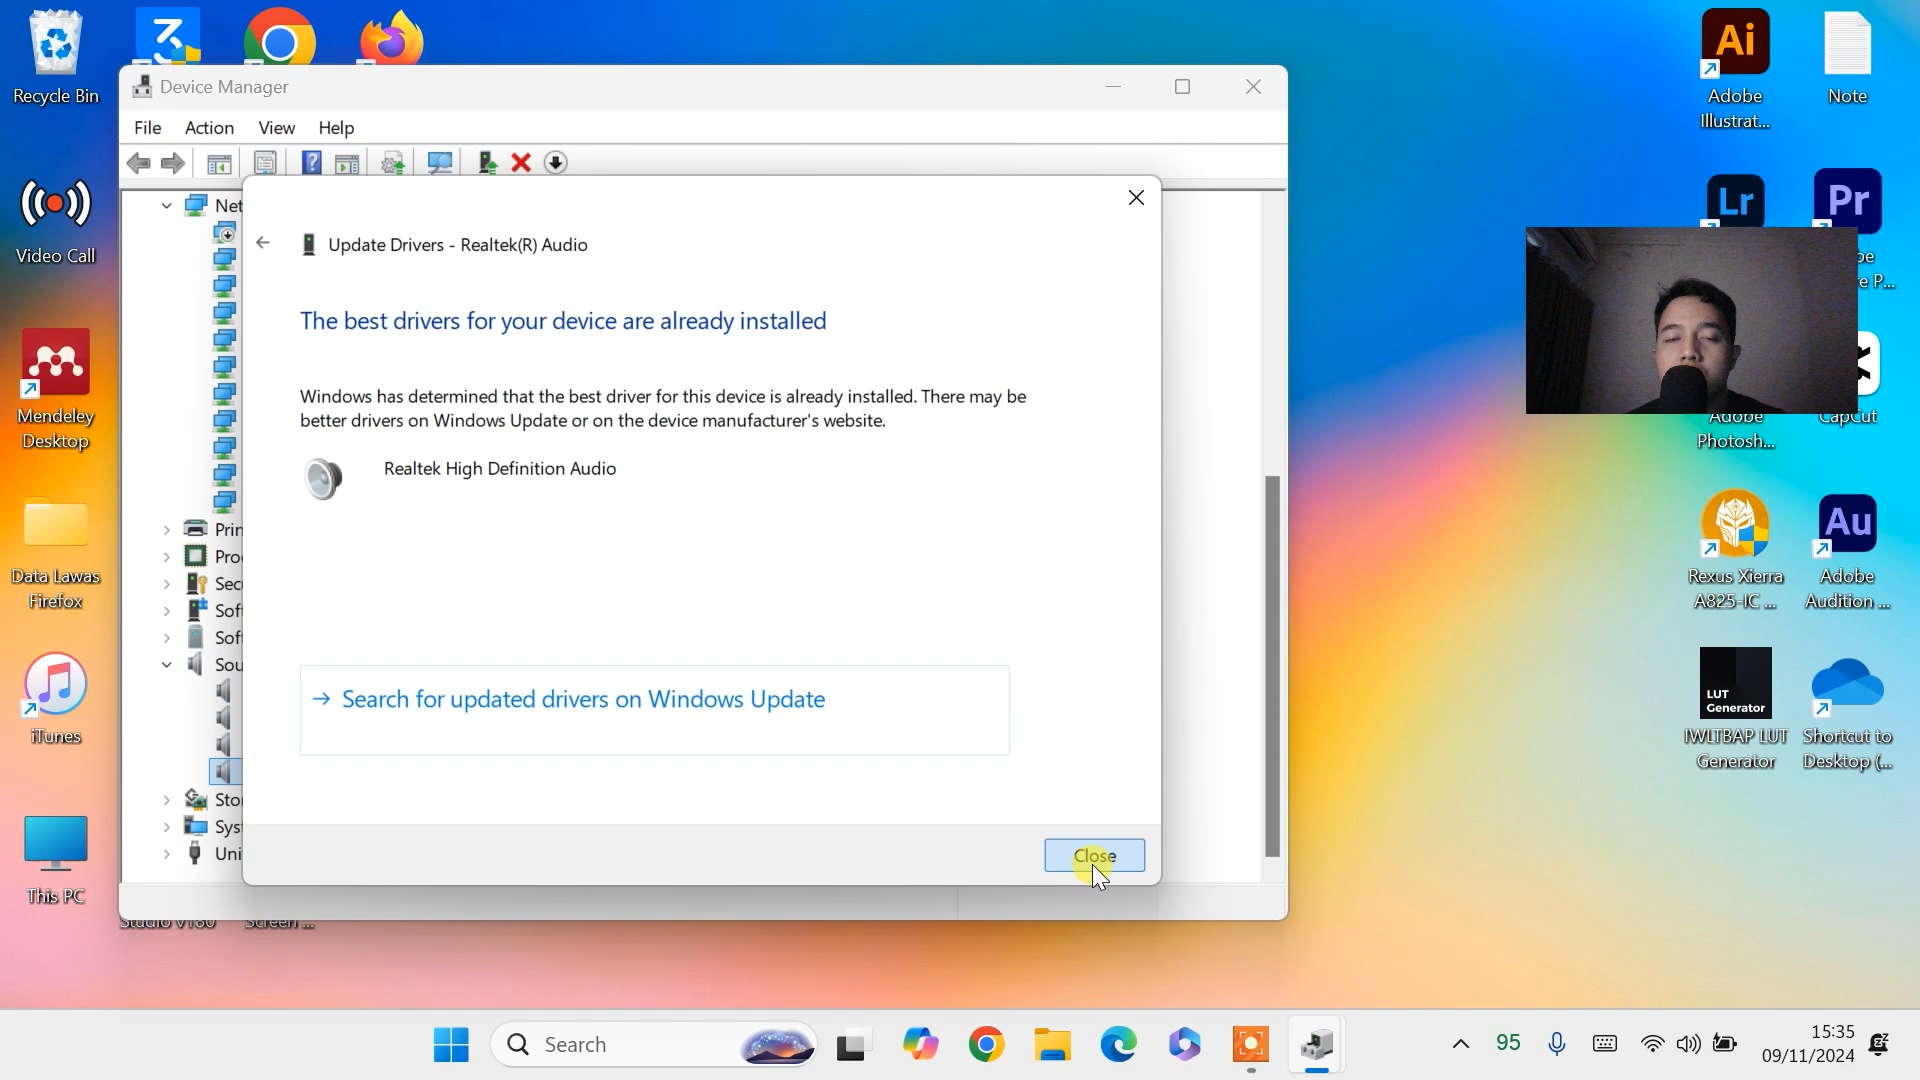 Recycle Bin
3
Device Manager
File Action View Help
Update Drivers - Realtek(R) Audio
The best drivers for your device are already installed
Windows has determined that the best driver for this device is already installed. There may be
better drivers on Windows Update or on the device manufacturer's website.
Realtek High Definition Audio
Search for updated drivers on Windows Update
Close
Net
Prin
Pro
Sec
Soft
Soft
Sou
Sto
Sys
Uni
Video Call
Mendeley
Desktop
Data Lawas
Firefox
iTunes
This PC
Studio V180
Screen ...
Ai
Adobe
Illustrat...
Note
Lr
Pr
be
re P...
Adobe
Photosh...
CapCut
Rexus Xierra
A825-IC ...
Au
Adobe
Audition ...
LUT
Generator
IWLTBAP LUT
Generator
Shortcut to
Desktop (...
Search
95
15:35
09/11/2024